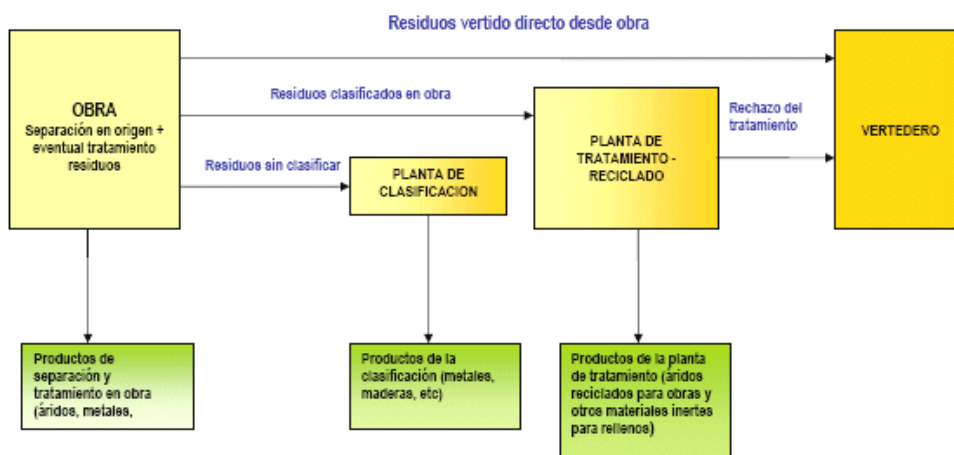 Residuos vertido directo desde obra
OBRA
Separación en origen +
eventual tratamiento
residuos
Residuos clasificados en obra
Residuos sin clasificar
PLANTA DE
CLASIFICACION
PLANTA DE
TRATAMIENTO -
RECICLADO
Rechazo del
tratamiento
VERTEDERO
Productos de
separación y
tratamiento en obra
(áridos, metales,
Productos de la
clasificación (metales,
maderas, etc)
Productos de la planta
de tratamiento (áridos
reciclados para obras y
otros materiales inertes
para rellenos)